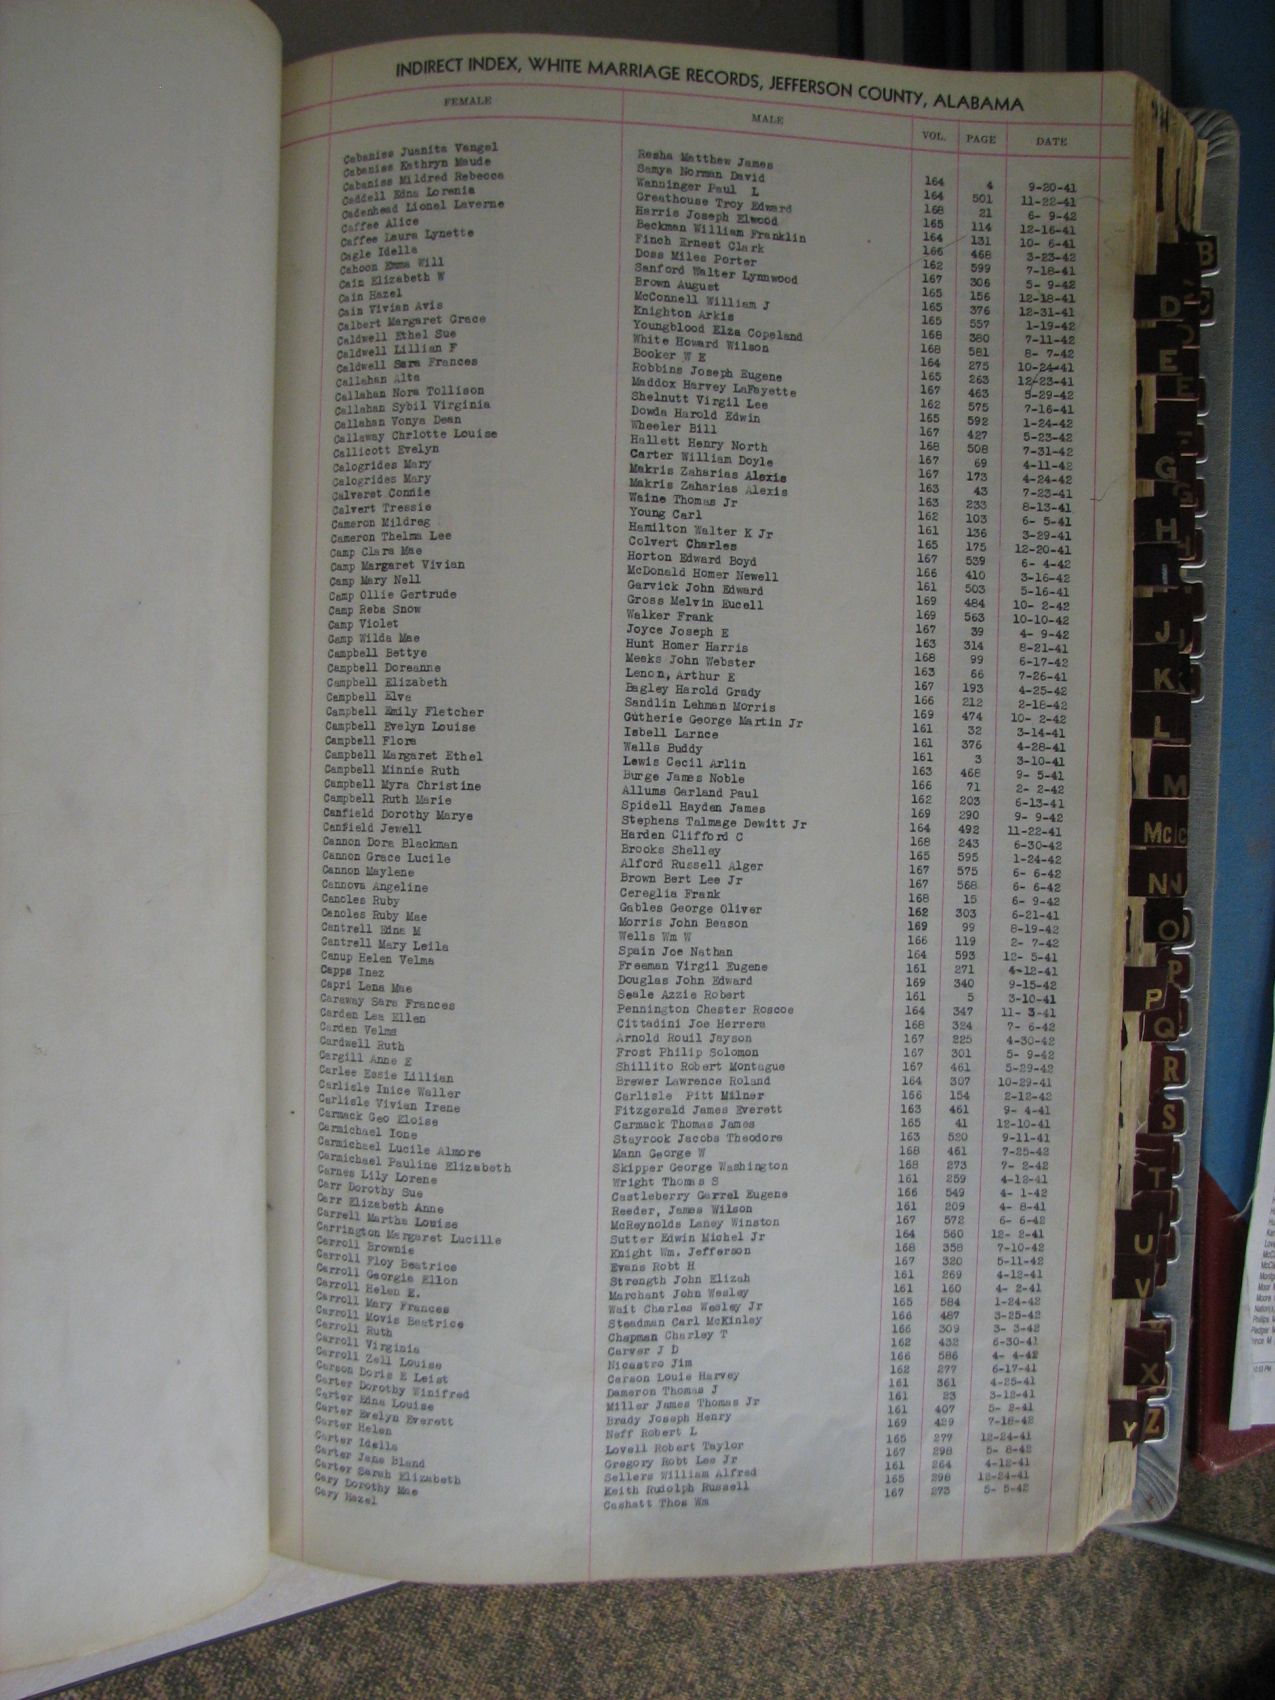 INDIRECT INDEX, WHITE MARRIAGE RECORDS, JEFFERSON COUNTY, ALABAMA
FEMALE MALE VOL. PAGE DATE
Cabaniss Juanita Vangel Resha Matthew James 164 4 9-20-41
Cabaniss Kathryn Maude Samya Norman David 164 501 11-22-41
Cabaniss Mildred Rebecca Wanninger Paul L 168 21 6- 9-42
Caddell Edna Lorenia Greathouse Troy Edward 165 114 12-16-41
Cadenhead Lionel Laverne Harris Joseph Elwood 164 131 10- 6-41
Caffee Alice Beckman William Franklin 166 468 3-23-42
Caffee Laura Lynette Finch Ernest Clark 162 599 7-18-41
Cagle Idella Doss Miles Porter 167 306 5- 9-42
Cahoon Emma Will Sanford Walter Lynnwood 165 156 12-18-41
Cain Elizabeth W Brown August 165 376 12-31-41
Cain Hazel McConnell William J 165 557 1-19-42
Cain Vivian Avis Knighton Arkis 168 380 7-11-42
Calbert Margaret Grace Youngblood Elza Copeland 168 581 8- 7-42
Caldwell Ethel Sue White Howard Wilson 164 275 10-24-41
Caldwell Lillian F Booker W E 165 263 12-23-41
Caldwell Sara Frances Robbins Joseph Eugene 167 463 5-29-42
Callahan Alta Maddox Harvey LaFayette 162 575 7-16-41
Callahan Nora Tollison Shelnutt Virgil Lee 165 592 1-24-42
Callahan Sybil Virginia Dowda Harold Edwin 167 427 5-23-42
Callahan Vonya Dean Wheeler Bill 168 508 7-31-42
Callaway Chrlotte Louise Hallett Henry North 167 69 4-11-42
Callicott Evelyn Carter William Doyle 167 173 4-24-42
Calogrides Mary Makris Zaharias Alexis 163 43 7-23-41
Calogrides Mary Makris Zaharias Alexis 163 233 8-13-41
Calveret Connie Waine Thomas Jr 162 103 6- 5-41
Calvert Tressie Young Carl 161 136 3-29-41
Cameron Mildreg Hamilton Walter K Jr 165 175 12-20-41
Cameron Thelma Lee Colvert Charles 167 539 6- 4-42
Camp Clara Mae Horton Edward Boyd 166 410 3-16-42
Camp Margaret Vivian McDonald Homer Newell 161 503 5-16-41
Camp Mary Nell Garvick John Edward 169 484 10- 2-42
Camp Ollie Gertrude Gross Melvin Eucell 169 563 10-10-42
Camp Reba Snow Walker Frank 167 39 4- 9-42
Camp Violet Joyce Joseph E 163 314 8-21-41
Camp Wilda Mae Hunt Homer Harris 168 99 6-17-42
Campbell Bettye Meeks John Webster 163 66 7-26-41
Campbell Doreanne Lenon, Arthur E 167 193 4-25-42
Campbell Elizabeth Bagley Harold Grady 166 212 2-18-42
Campbell Elva Sandlin Lehman Morris 169 474 10- 2-42
Campbell Emily Fletcher Gutherie George Martin Jr 161 32 3-14-41
Campbell Evelyn Louise Isbell Larnce 161 376 4-28-41
Campbell Flora Walls Buddy 161 3 3-10-41
Campbell Margaret Ethel Lewis Cecil Arlin 163 468 9- 5-41
Campbell Minnie Ruth Burge James Noble 166 71 2- 2-42
Campbell Myra Christine Allums Garland Paul 162 203 6-13-41
Campbell Ruth Marie Spidell Hayden James 169 290 9- 9-42
Canfield Dorothy Marye Stephens Talmage Dewitt Jr 164 492 11-22-41
Canfield Jewell Harden Clifford C 168 243 6-30-42
Cannon Dora Blackman Brooks Shelley 165 595 1-24-42
Cannon Grace Lucile Alford Russell Alger 167 575 6- 6-42
Cannon Maylene Brown Bert Lee Jr 167 568 6- 6-42
Cannova Angeline Cereglia Frank 168 15 6- 9-42
Canoles Ruby Gables George Oliver 162 303 6-21-41
Canoles Ruby Mae Morris John Beason 169 99 8-19-42
Cantrell Edna M Wells Wm W 166 119 2- 7-42
Cantrell Mary Leila Spain Joe Nathan 164 593 12- 5-41
Canup Helen Velma Freeman Virgil Eugene 161 271 4-12-41
Capps Inez Douglas John Edward 169 340 9-15-42
Capri Lena Mae Seale Azzie Robert 161 5 3-10-41
Caraway Sara Frances Pennington Chester Roscoe 164 347 11- 3-41
Carden Lea Ellen Cittadini Joe Herrera 168 324 7- 6-42
Carden Velma Arnold Rouil Jayson 167 225 4-30-42
Cardwell Ruth Frost Philip Solomon 167 301 5- 9-42
Cargill Anne E Shillito Robert Montague 167 461 5-29-42
Carlee Essie Lillian Brewer Lawrence Roland 164 307 10-29-41
Carlisle Inice Waller Carlisle Pitt Milner 166 154 2-12-42
Carlisle Vivian Irene Fitzgerald James Everett 163 461 9- 4-41
Carmack Geo Eloise Carmack Thomas James 165 41 12-10-41
Carmichael Ione Stayrook Jacobs Theodore 163 520 9-11-41
Carmichael Lucile Almore Mann George W 168 461 7-25-42
Carmichael Pauline Elizabeth Skipper George Washington 168 273 7- 2-42
Carnes Lily Lorene Wright Thomas S 161 259 4-12-41
Carr Dorothy Sue Castleberry Garrel Eugene 166 549 4- 1-42
Carr Elizabeth Anne Reeder, James Wilson 161 209 4- 8-41
Carrell Martha Louise McReynolds Laney Winston 167 572 6- 6-42
Carrington Margaret Lucille Sutter Edwin Michel Jr 164 560 12- 2-41
Carroll Brownie Knight Wm. Jefferson 168 358 7-10-42
Carroll Floy Beatrice Evans Robt H 167 320 5-11-42
Carroll Georgia Ellon Strength John Elizah 161 269 4-12-41
Carroll Helen E. Marchant John Wesley 161 160 4- 2-41
Carroll Mary Frances Wait Charles Wesley Jr 165 584 1-24-42
Carroll Movis Beatrice Steadman Carl McKinley 166 487 3-25-42
Carroll Ruth Chapman Charley T 166 309 3- 3-42
Carroll Virginia Carver J D 162 432 6-30-41
Carroll Zell Louise Nicastro Jim 166 586 4- 4-42
Carson Doris E Leist Carson Louis Harvey 162 277 6-17-41
Carter Dorothy Winifred Dameron Thomas J 161 361 4-25-41
Carter Edna Louise Miller James Thomas Jr 161 23 3-12-41
Carter Evelyn Everett Brady Joseph Henry 161 407 5- 2-41
Carter Helen Neff Robert L 169 429 7-18-42
Carter Idella Lovell Robert Taylor 165 277 12-24-41
Carter Jane Bland Gregory Robt Lee Jr 167 298 5- 8-42
Carter Sarah Elizabeth Sellers William Alfred 161 264 4-12-41
Cary Dorothy Mae Keith Rudolph Russell 165 298 12-24-41
Cary Hazel Cashatt Thos Wm 167 273 5- 5-42
B
D
E
E
G
H
J
K
L
M
Mc
N
O
P
P
Q
R
S
T
U
V
X
Y Z